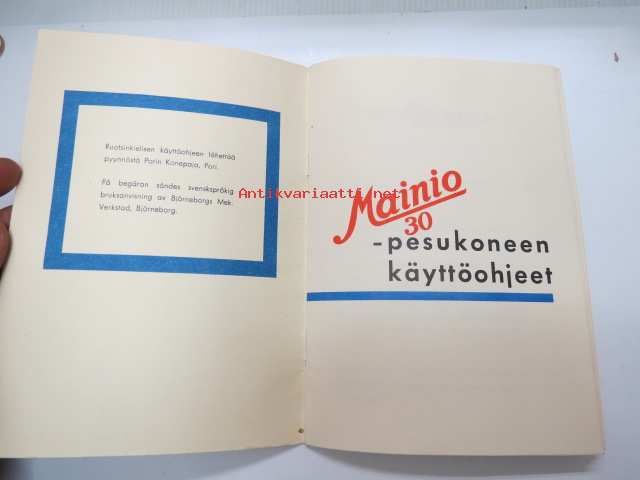 Ruotsinkielisen käyttöohjeen lähettää
pyynnöstä Porin Konepaja, Pori.
På begäran sändes svenskspråkig
bruksanvisning av Björneborgs Mek.
Verkstad, Björneborg.
Antikvariaatti.net
Mainio
30
-pesukoneen
käyttöohjeet